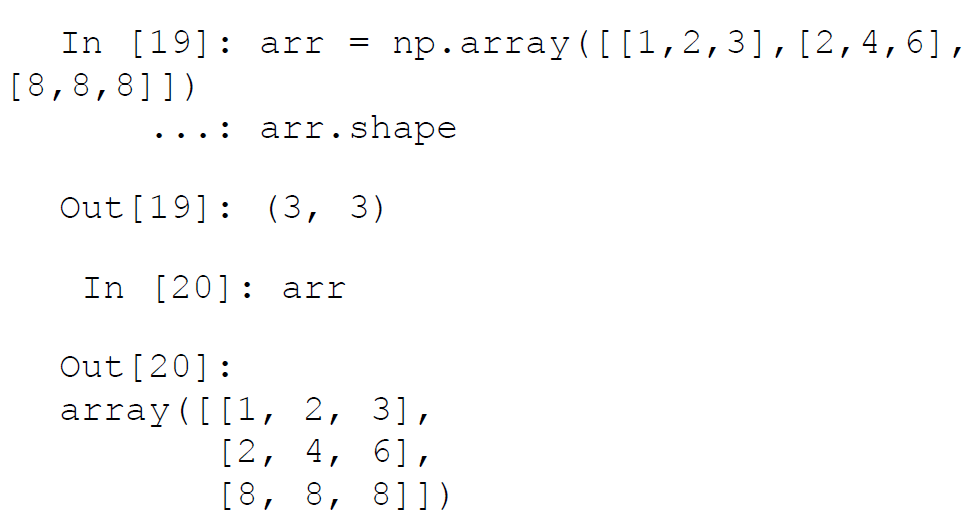 In [19]: arr = np.array([[1,2,3],[2,4,6],
[8,8,8]])
...: arr.shape
Out[19]: (3, 3)
In [20]: arr
Out[20]:
array([[1, 2, 3],
[2, 4, 6],
[8, 8, 8]])